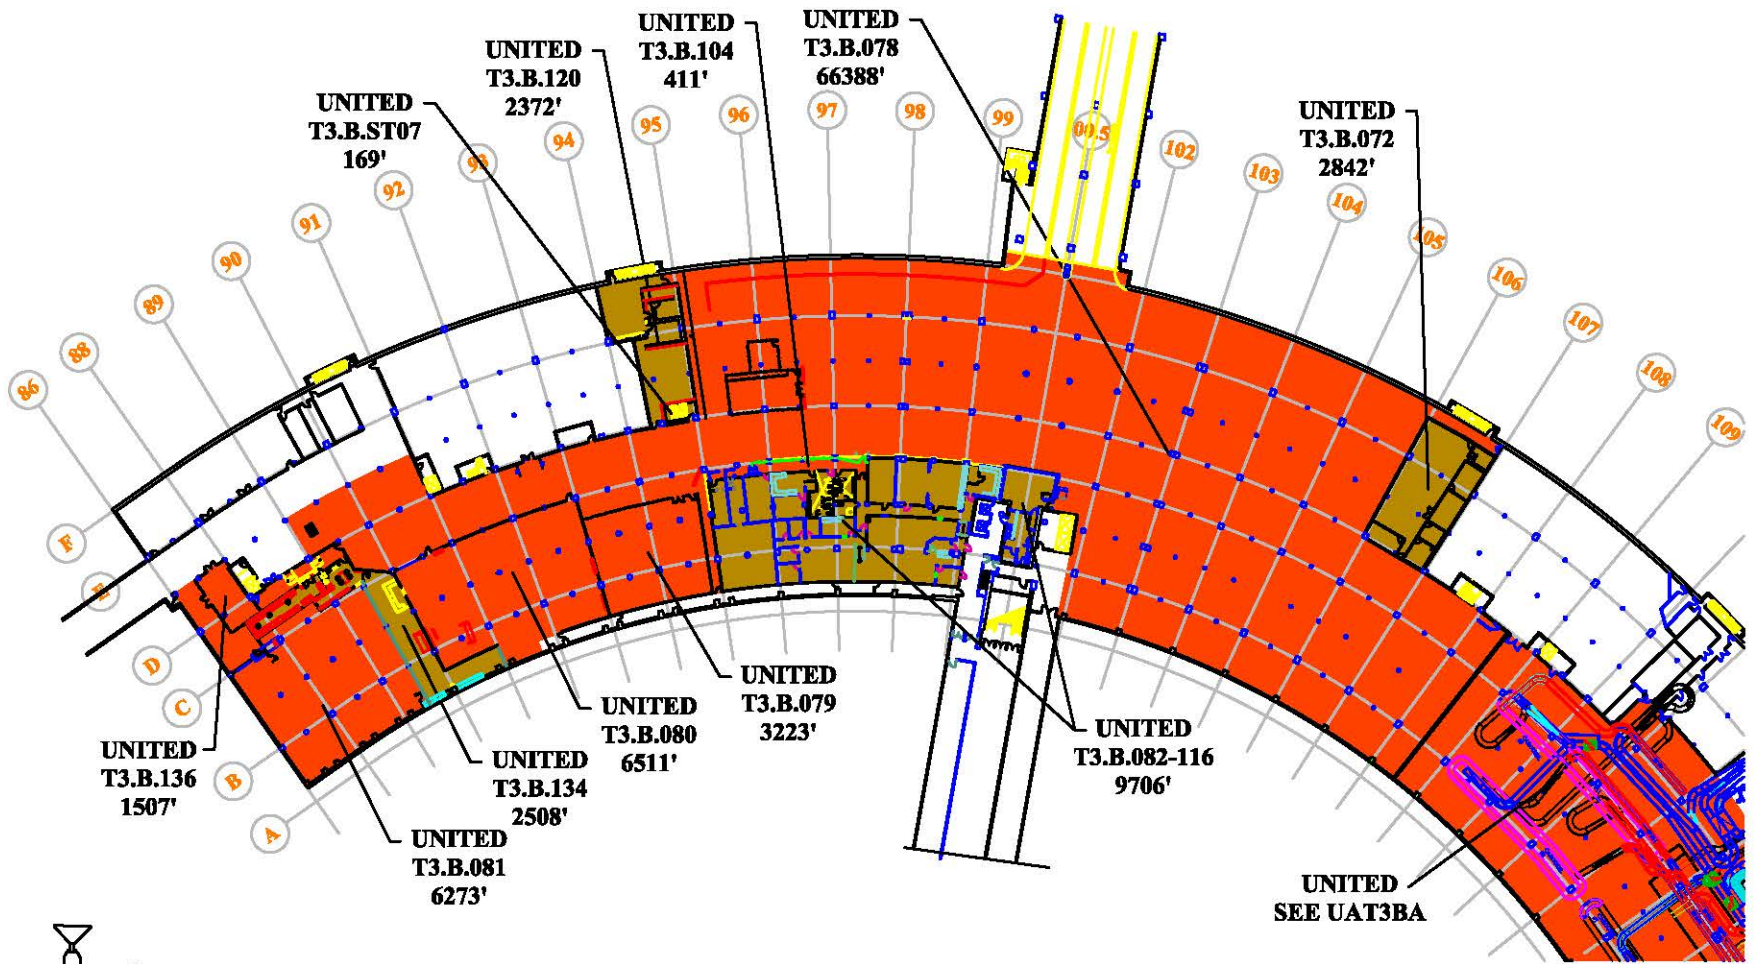 UNITED
T3.B.104
411'
UNITED
T3.B.078
66388'
UNITED
T3.B.120
2372'
UNITED
T3.B.ST07
169'
UNITED
T3.B.072
2842'
86
88
89
90
91
92
93
94
95
96
97
98
99
00.5
102
103
104
105
106
107
108
109
F
E
D
C
B
A
UNITED
T3.B.136
1507'
UNITED
T3.B.081
6273'
UNITED
T3.B.134
2508'
UNITED
T3.B.080
6511'
UNITED
T3.B.079
3223'
UNITED
T3.B.082-116
9706'
UNITED
SEE UAT3BA